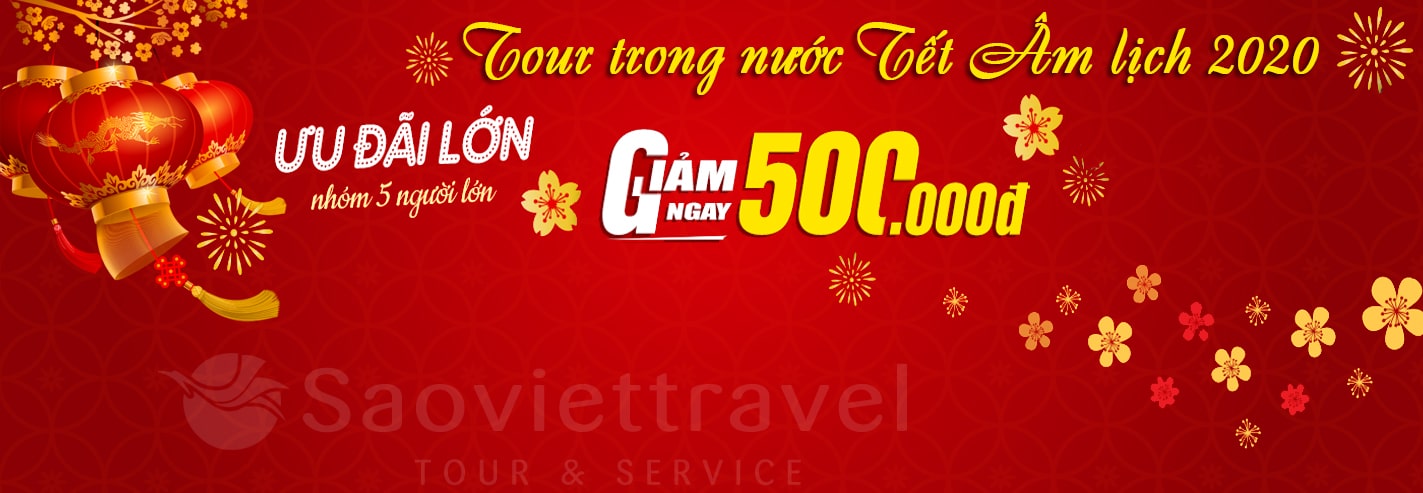 Tour trong nước Tết Âm lịch 2020
ƯU ĐÃI LỚN
nhóm 5 người lớn
GIẢM
NGAY
500.000đ
Saoviettravel
TOUR & SERVICE